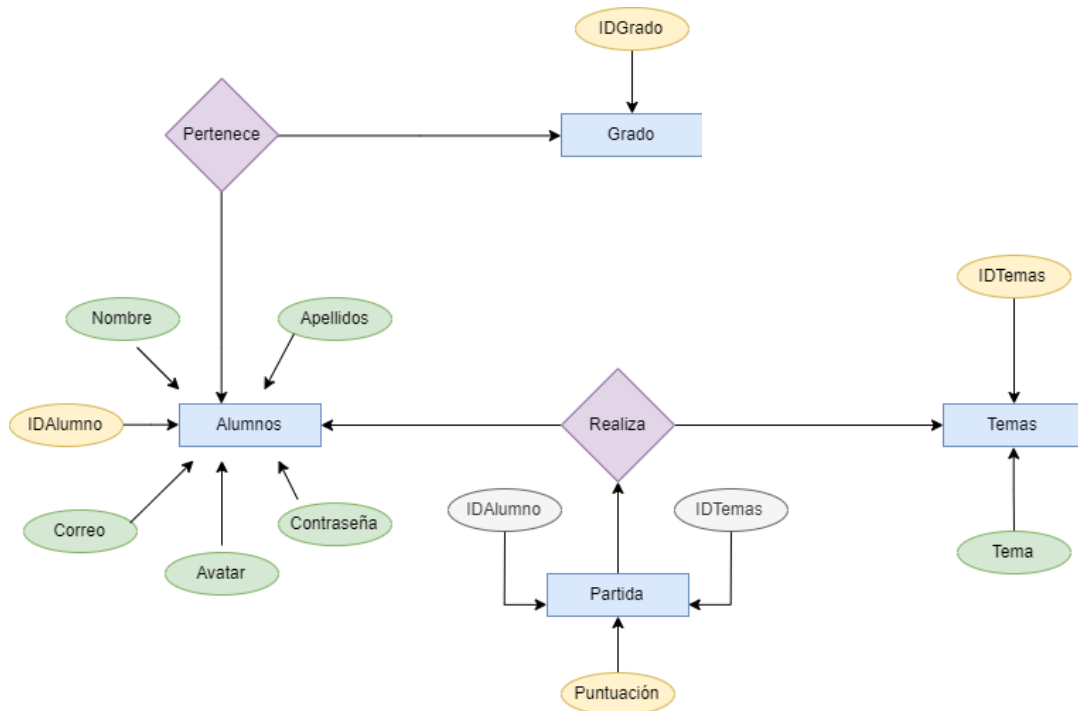 IDGrado
Pertenece
Grado
IDTemas
Nombre
Apellidos
IDAlumno
Alumnos
Realiza
Temas
IDAlumno
IDTemas
Correo
Contraseña
Avatar
Tema
Partida
Puntuación